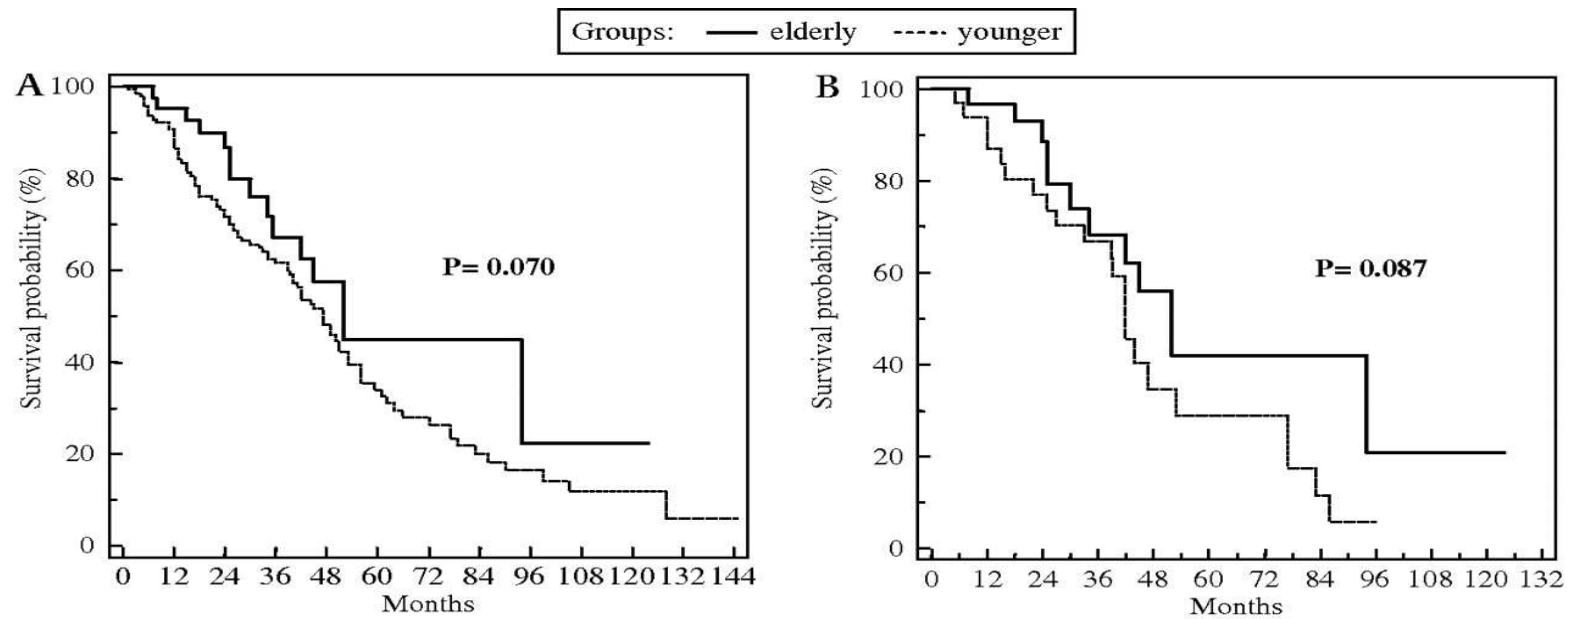 Groups: elderly younger
A
Survival probability (%)
100
80
60
40
20
0
P= 0.070
0 12 24 36 48 60 72 84 96 108 120 132 144
Months
B
Survival probability (%)
100
80
60
40
20
0
P= 0.087
0 12 24 36 48 60 72 84 96 108 120 132
Months